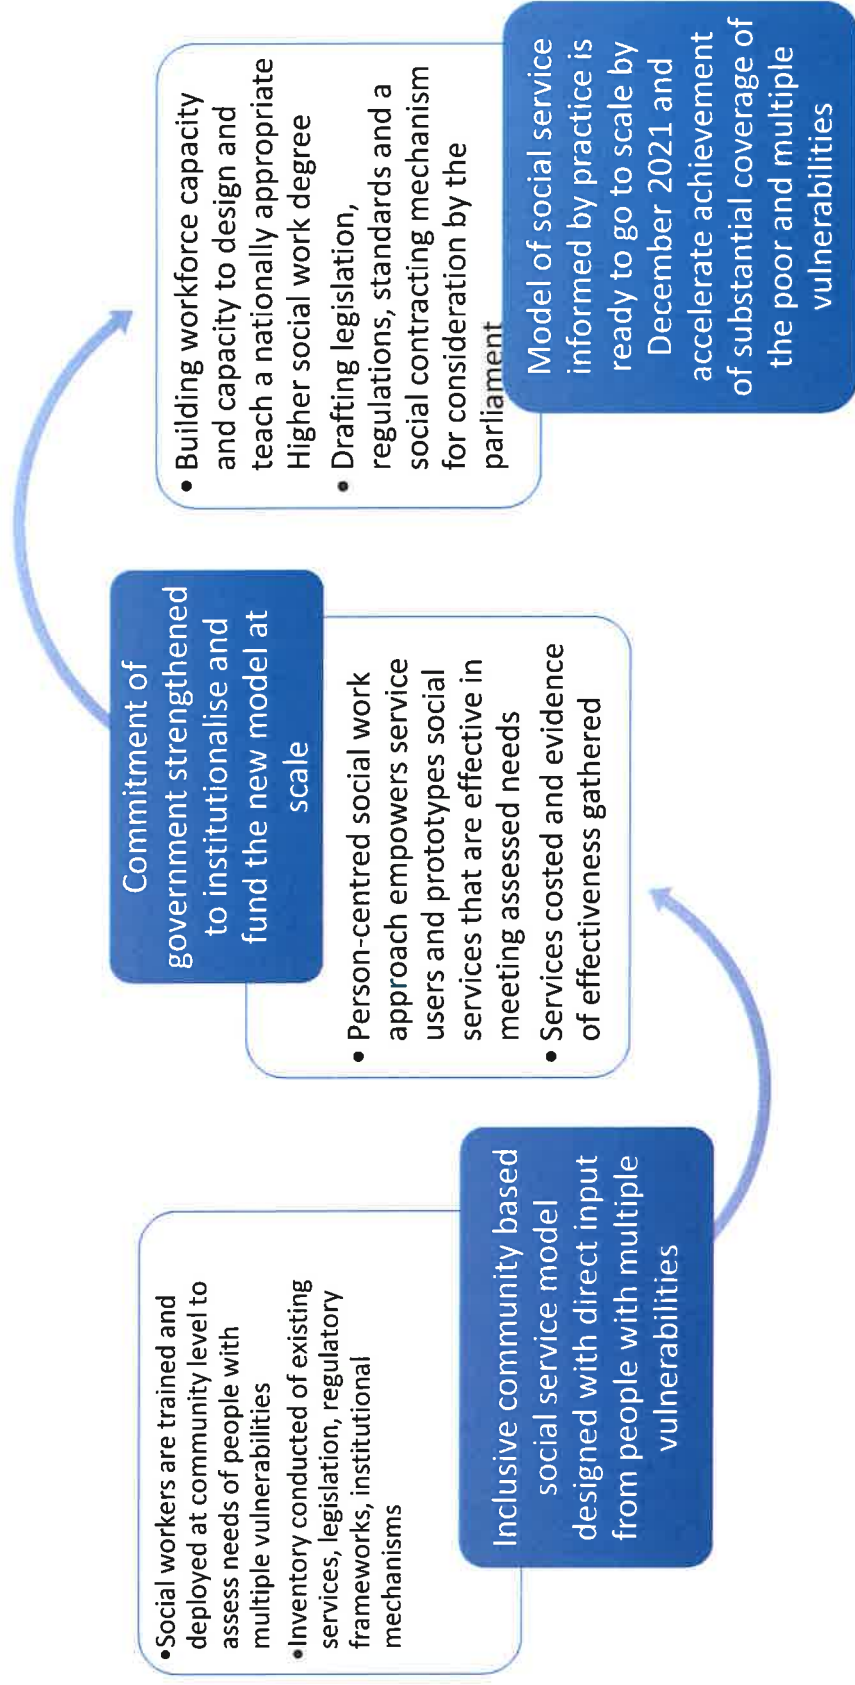 •Social workers are trained and
deployed at community level to
assess needs of people with
multiple vulnerabilities
•Inventory conducted of existing
services, legislation, regulatory
frameworks, institutional
mechanisms
Inclusive community based
social service model
designed with direct input
from people with multiple
vulnerabilities
Commitment of
government strengthened
to institutionalise and
fund the new model at
scale
• Person-centred social work
approach empowers service
users and prototypes social
services that are effective in
meeting assessed needs
• Services costed and evidence
of effectiveness gathered
• Building workforce capacity
and capacity to design and
teach a nationally appropriate
Higher social work degree
• Drafting legislation,
regulations, standards and a
social contracting mechanism
for consideration by the
parliament
Model of social service
informed by practice is
ready to go to scale by
December 2021 and
accelerate achievement
of substantial coverage of
the poor and multiple
vulnerabilities